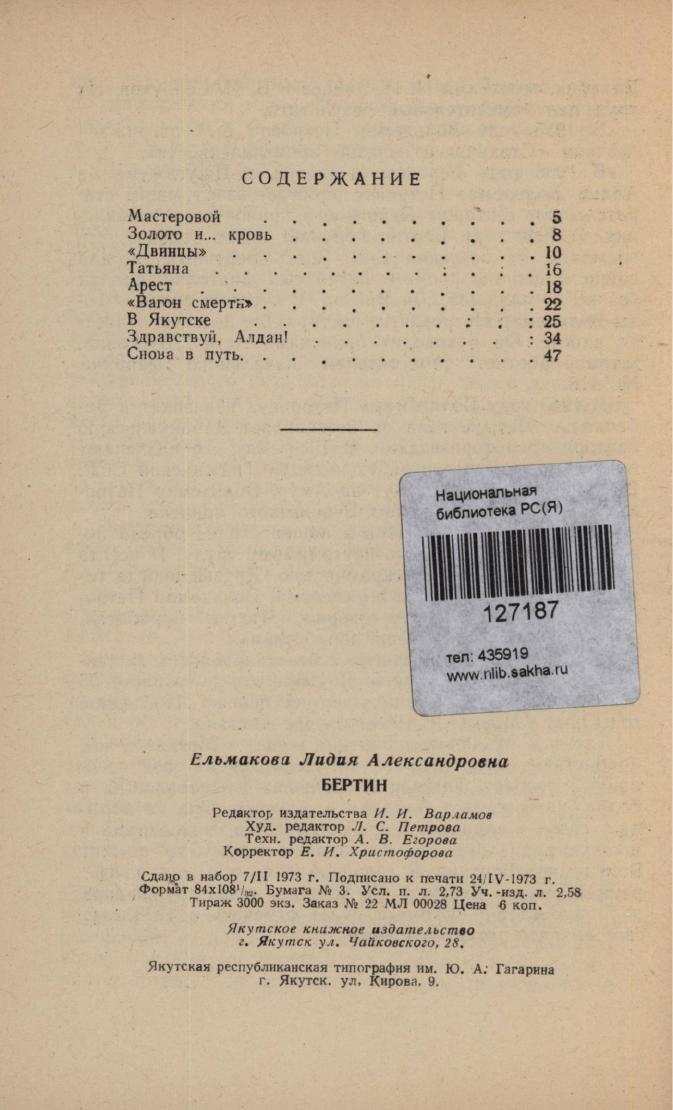 СОДЕРЖАНИЕ
Мастеровой . . . . . . . . . . 5
Золото и... кровь . . . . . . . . . 8
«Двинцы» . . . . . . . . . . . 10
Татьяна . . . . . . . . . . . 16
Арест . . . . . . . . . . . 18
«Вагон смерти» . . . . . . . . . . 22
В Якутске . . . . . . . . : . : 25
Здравствуй, Алдан! . . . . . . . : 34
Снова в путь. . . . . . . . . . . 47
Национальная
библиотека РС(Я)
127187
тел: 435919
www.nlib.sakha.ru
Ельмакова Лидия Александровна
БЕРТИН
Редактор издательства И. И. Варламов
Худ. редактор Л. С. Петрова
Техн. редактор А. В. Егорова
Корректор Е. И. Христофорова
Сдано в набор 7/II 1973 г. Подписано к печати 24/IV-1973 г.
Формат 84х108¹/₃₂. Бумага № 3. Усл. п. л. 2,73 Уч.-изд. л. 2,58
Тираж 3000 экз. Заказ № 22 МЛ 00028 Цена 6 коп.
Якутское книжное издательство
г. Якутск ул. Чайковского, 28.
Якутская республиканская типография им. Ю. А. Гагарина
г. Якутск. ул. Кирова, 9.